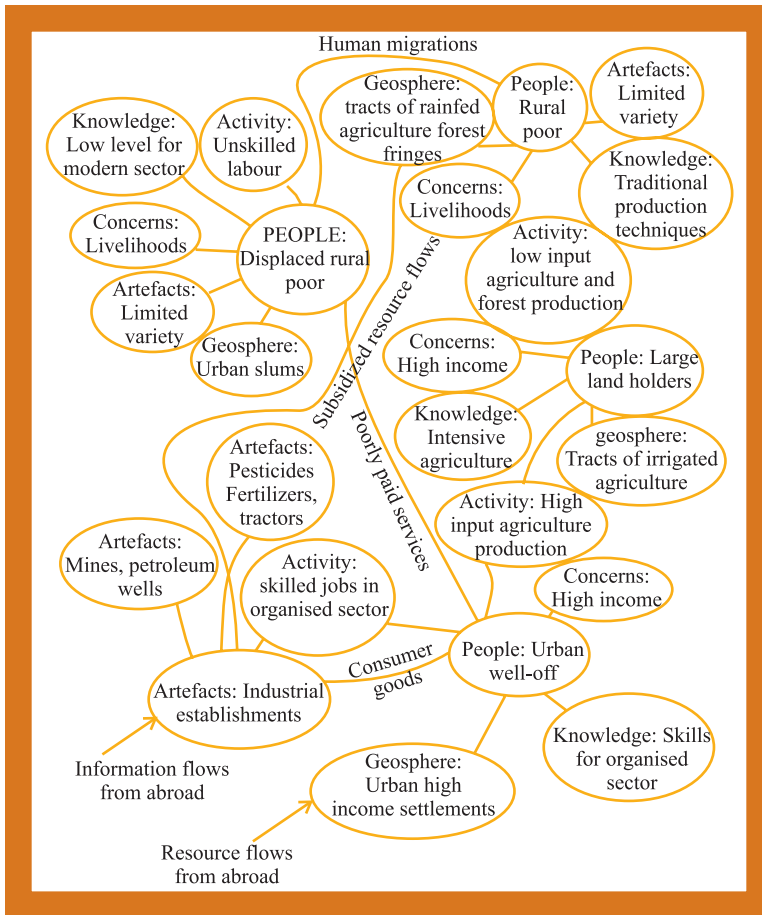 Human migrations
Geosphere:
tracts of rainfed
agriculture forest
fringes
People:
Rural
poor
Artefacts:
Limited
variety
Knowledge:
Low level for
modern sector
Activity:
Unskilled
labour
Knowledge:
Traditional
production
techniques
Concerns:
Livelihoods
Concerns:
Livelihoods
PEOPLE:
Displaced rural
poor
Activity:
low input
agriculture and
forest production
Artefacts:
Limited
variety
Geosphere:
Urban slums
Subsidized resource flows
Concerns:
High income
People: Large
land holders
Knowledge:
Intensive
agriculture
geosphere:
Tracts of irrigated
agriculture
Poorly paid services
Artefacts:
Pesticides
Fertilizers,
tractors
Activity: High
input agriculture
production
Artefacts:
Mines, petroleum
wells
Activity:
skilled jobs in
organised sector
Concerns:
High income
People: Urban
well-off
Consumer
goods
Artefacts: Industrial
establishments
Knowledge: Skills
for organised
sector
Information flows
from abroad
Geosphere:
Urban high
income settlements
Resource flows
from abroad